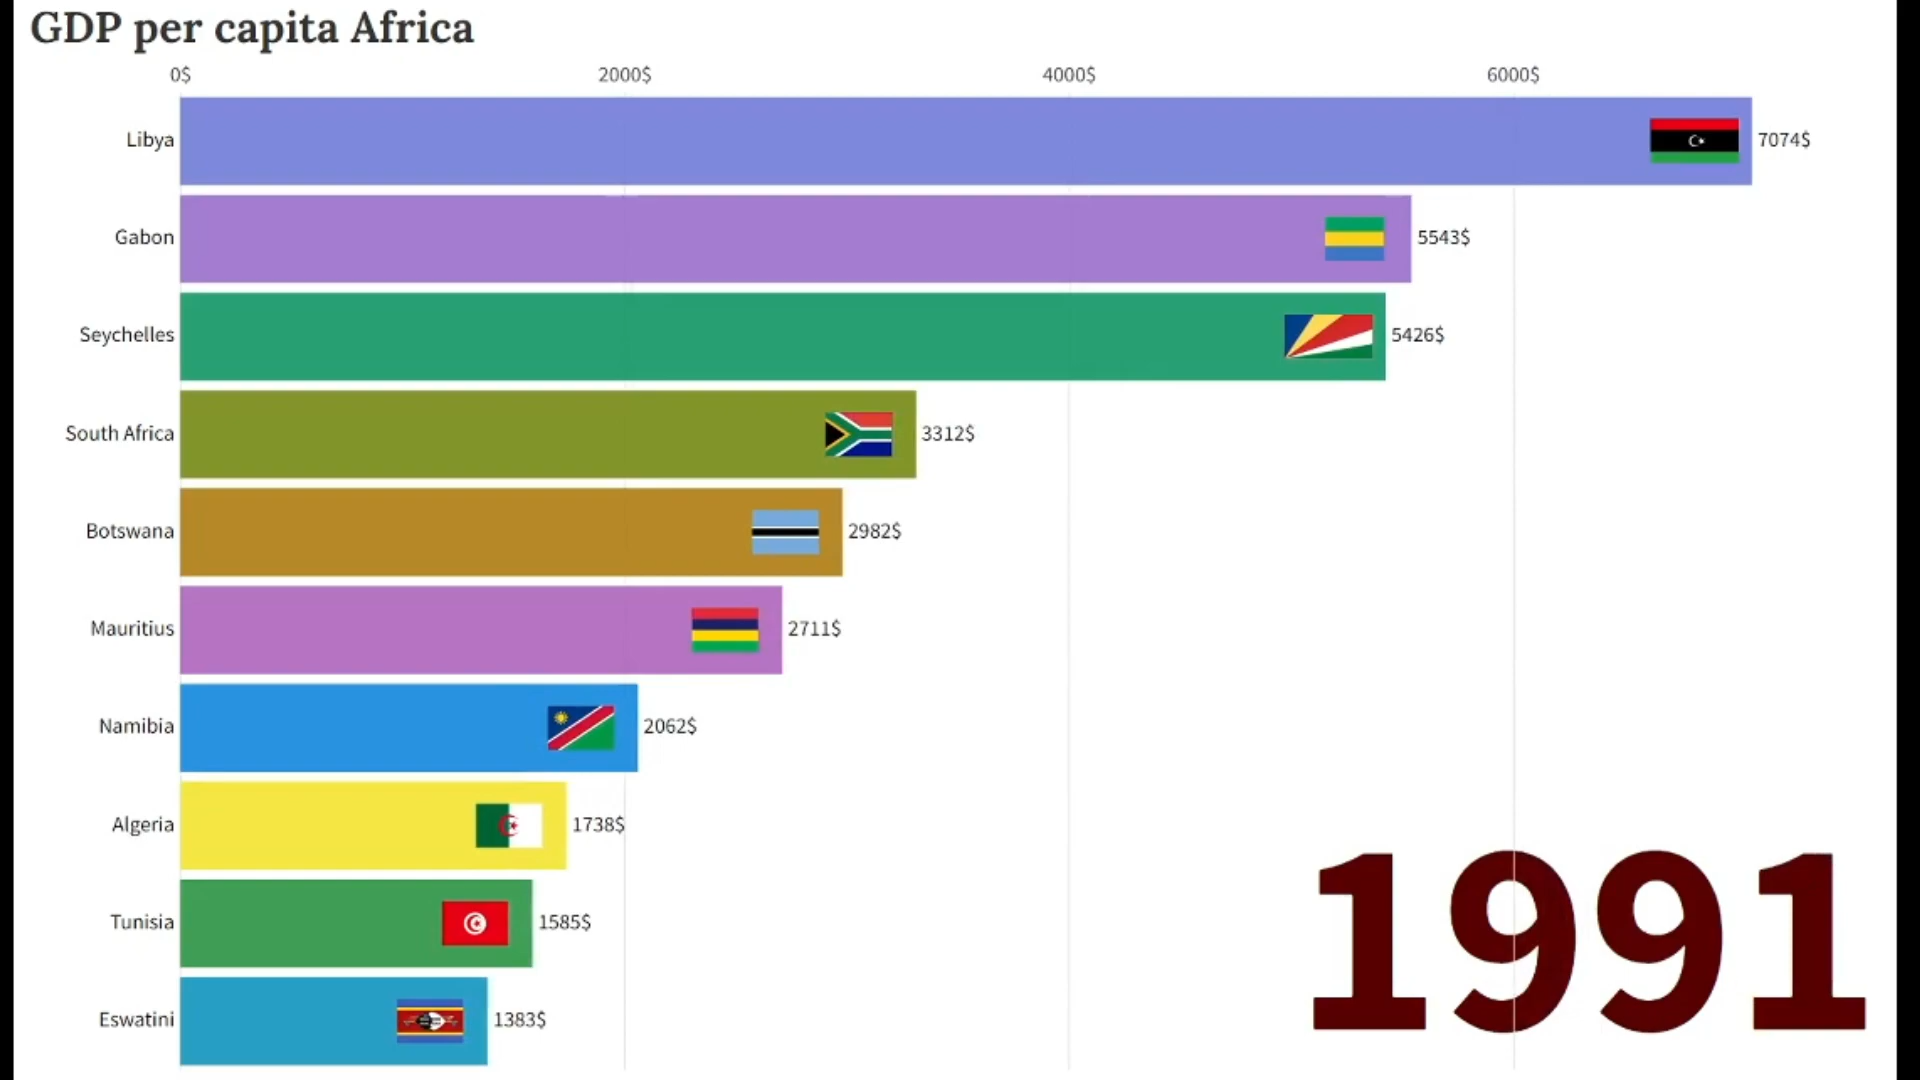 GDP per capita Africa
0$ 2000$ 4000$ 6000$
Libya 7074$
Gabon 5543$
Seychelles 5426$
South Africa 3312$
Botswana 2982$
Mauritius 2711$
Namibia 2062$
Algeria 1738$
Tunisia 1585$
Eswatini 1383$
1991